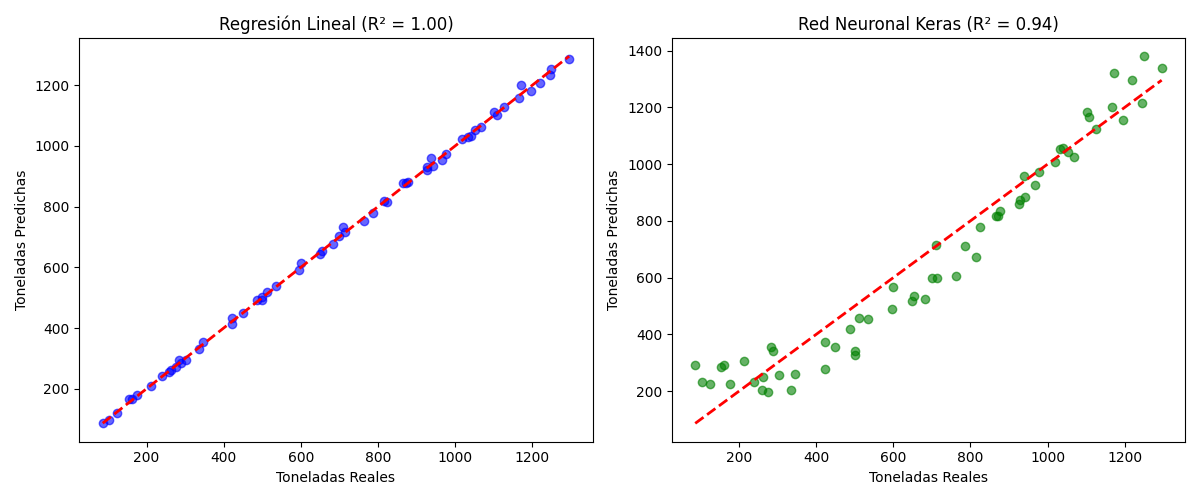 Regresión Lineal (R² = 1.00)
1200
1000
800
600
400
200
Toneladas Predichas
200 400 600 800 1000 1200
Toneladas Reales
Red Neuronal Keras (R² = 0.94)
1400
1200
1000
800
600
400
200
Toneladas Predichas
200 400 600 800 1000 1200
Toneladas Reales